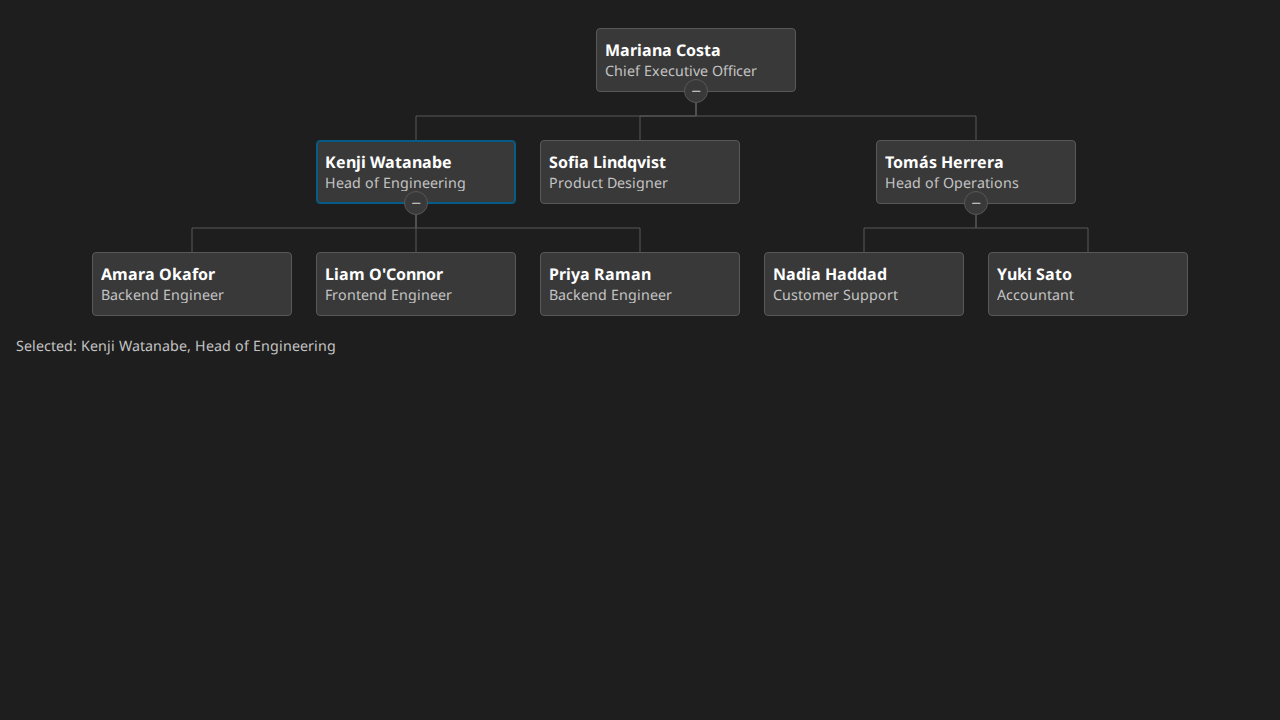 Mariana Costa
Chief Executive Officer
Kenji Watanabe
Head of Engineering
Sofia Lindqvist
Product Designer
Tomás Herrera
Head of Operations
Amara Okafor
Backend Engineer
Liam O'Connor
Frontend Engineer
Priya Raman
Backend Engineer
Nadia Haddad
Customer Support
Yuki Sato
Accountant
Selected: Kenji Watanabe, Head of Engineering